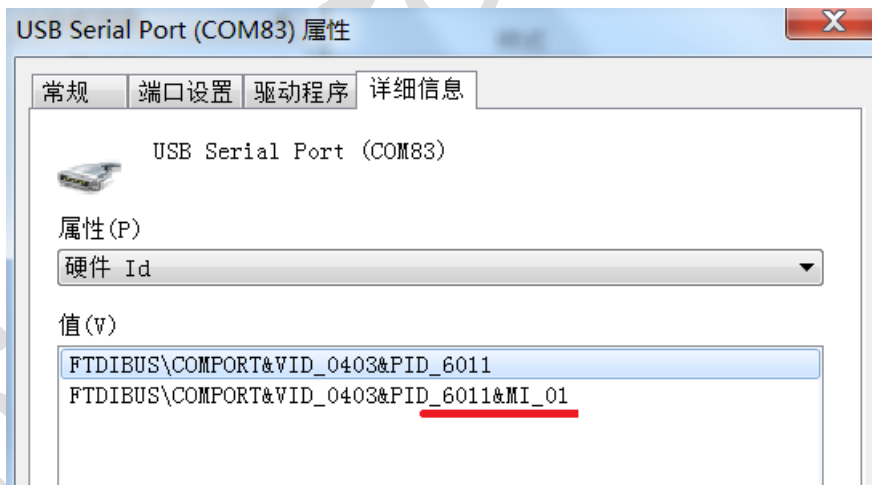 USB Serial Port (COM83) 属性
常规 端口设置 驱动程序 详细信息
USB Serial Port (COM83)
属性(P)
硬件 Id
值(V)
FTDIBUS\COMPORT&VID_0403&PID_6011
FTDIBUS\COMPORT&VID_0403&PID_6011&MI_01